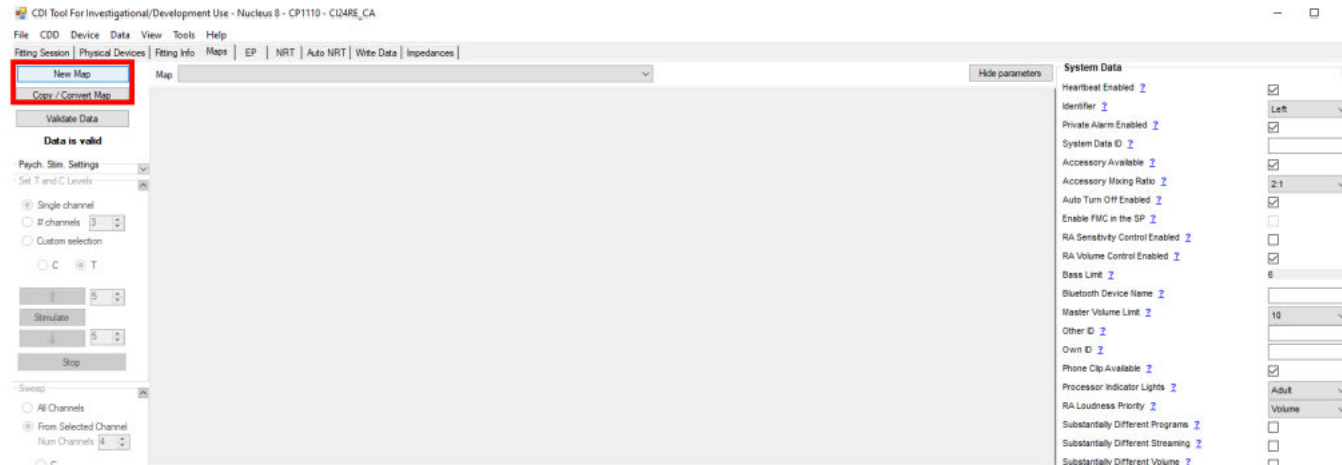 CDI Tool For Investigational/Development Use - Nucleus 8 - CP1110 - CI24RE_CA
File CDD Device Data View Tools Help
Fitting Session Physical Devices Fitting Info Maps EP NRT Auto NRT Write Data Impedances
New Map
Copy / Convert Map
Validate Data
Data is valid
Psych. Stim. Settings
Set T and C Levels
Single channel
# channels 3
Custom selection
C T
5
Stimulate
5
Stop
Sweep
All Channels
From Selected Channel
Num Channels 4
C
Map
Hide parameters
System Data
Heartbeat Enabled ?
Identifier ? Left
Private Alarm Enabled ?
System Data ID ?
Accessory Available ?
Accessory Mixing Ratio ? 2:1
Auto Turn Off Enabled ?
Enable FMC in the SP ?
RA Sensitivity Control Enabled ?
RA Volume Control Enabled ?
Bass Limit ? 6
Bluetooth Device Name ?
Master Volume Limit ? 10
Other ID ?
Own ID ?
Phone Clip Available ?
Processor Indicator Lights ? Adult
RA Loudness Priority ? Volume
Substantially Different Programs ?
Substantially Different Streaming ?
Substantially Different Volume ?